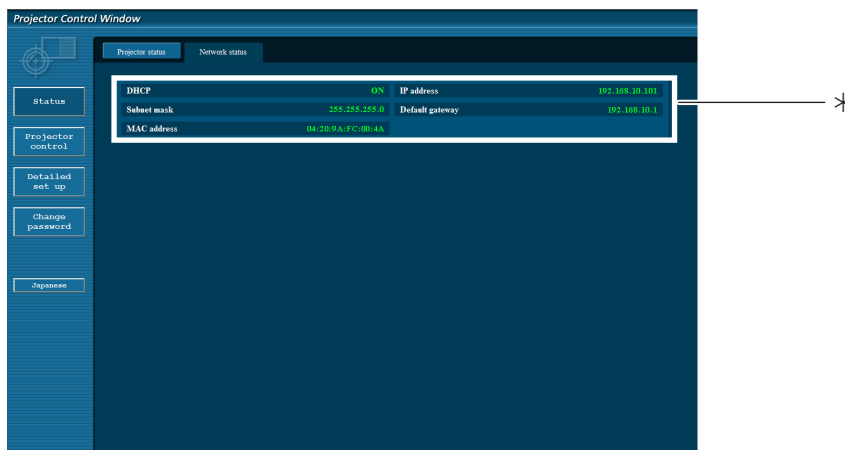 Projector Control Window
Projector status
Network status
DHCP ON IP address 192.168.10.101
Subnet mask 255.255.255.0 Default gateway 192.168.10.1
MAC address 04:20:9A:FC:00:4A
Status
Projector
control
Detailed
set up
Change
password
Japanese